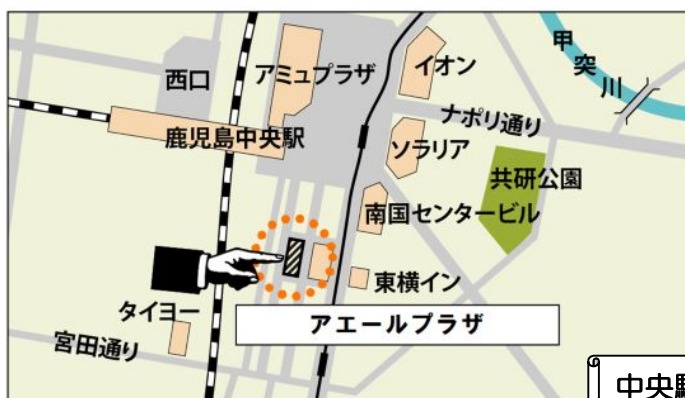 甲突川
イオン
西口
アミュプラザ
ナポリ通り
鹿児島中央駅
ソラリア
共研公園
南国センタービル
東横イン
タイヨー
アエールプラザ
宮田通り
中央